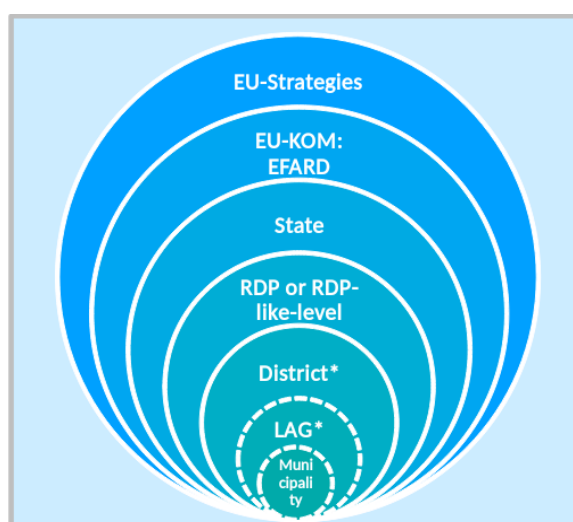 EU-Strategies
EU-KOM:
EFARD
State
RDP or RDP-
like-level
District*
LAG*
Muni
cipali
ty